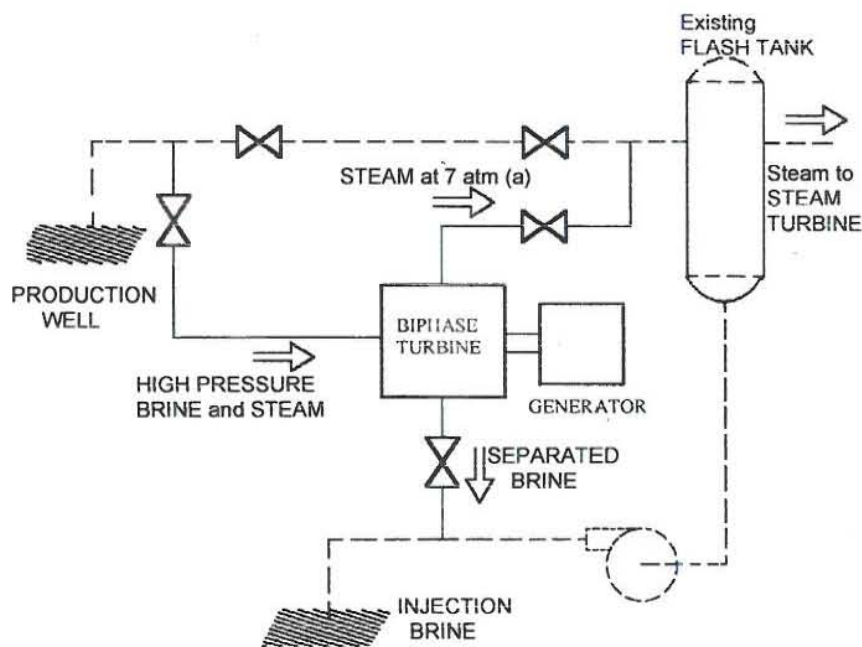 Existing
FLASH TANK
STEAM at 7 atm (a)
Steam to
STEAM
TURBINE
PRODUCTION
WELL
BIPHASE
TURBINE
HIGH PRESSURE
BRINE and STEAM
GENERATOR
SEPARATED
BRINE
INJECTION
BRINE